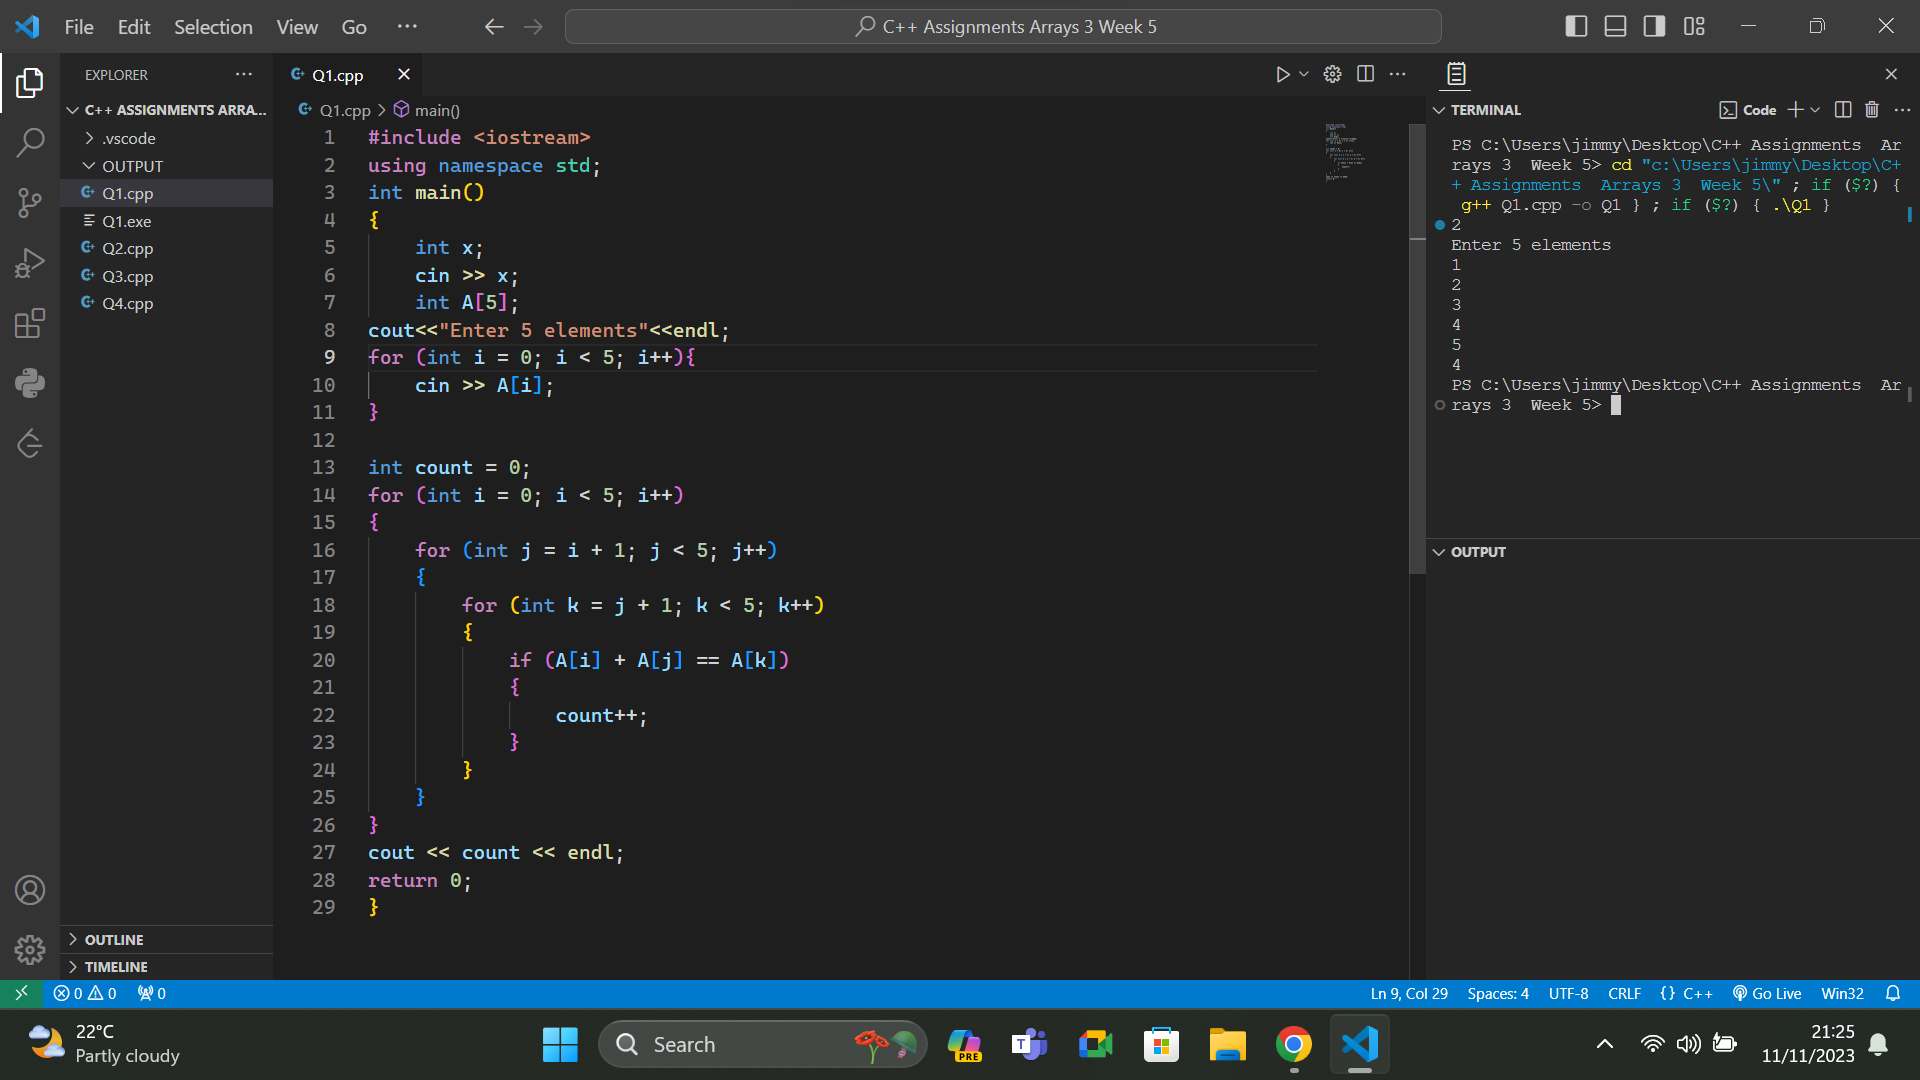 File Edit Selection View Go ···
C++ Assignments Arrays 3 Week 5
EXPLORER ···
C++ ASSIGNMENTS ARRA...
.vscode
OUTPUT
Q1.cpp
Q1.exe
Q2.cpp
Q3.cpp
Q4.cpp
OUTLINE
TIMELINE
Q1.cpp
Q1.cpp > main()
1 #include <iostream>
2 using namespace std;
3 int main()
4 {
5 int x;
6 cin >> x;
7 int A[5];
8 cout<<"Enter 5 elements"<<endl;
9 for (int i = 0; i < 5; i++){
10 cin >> A[i];
11 }
12
13 int count = 0;
14 for (int i = 0; i < 5; i++)
15 {
16 for (int j = i + 1; j < 5; j++)
17 {
18 for (int k = j + 1; k < 5; k++)
19 {
20 if (A[i] + A[j] == A[k])
21 {
22 count++;
23 }
24 }
25 }
26 }
27 cout << count << endl;
28 return 0;
29 }
TERMINAL Code
PS C:\Users\jimmy\Desktop\C++ Assignments  Ar
rays 3  Week 5> cd "c:\Users\jimmy\Desktop\C+
+ Assignments  Arrays 3  Week 5\" ; if ($?) {
g++ Q1.cpp -o Q1 } ; if ($?) { .\Q1 }
2
Enter 5 elements
1
2
3
4
5
4
PS C:\Users\jimmy\Desktop\C++ Assignments  Ar
rays 3  Week 5>
OUTPUT
0 0 0 Ln 9, Col 29 Spaces: 4 UTF-8 CRLF {} C++ Go Live Win32
22°C
Partly cloudy
Search
PRE
T
21:25
11/11/2023